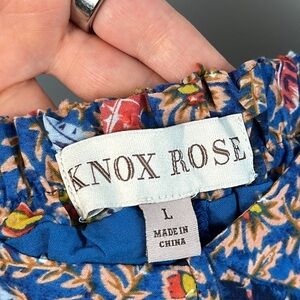 KNOX ROSE
L
MADE IN
CHINA